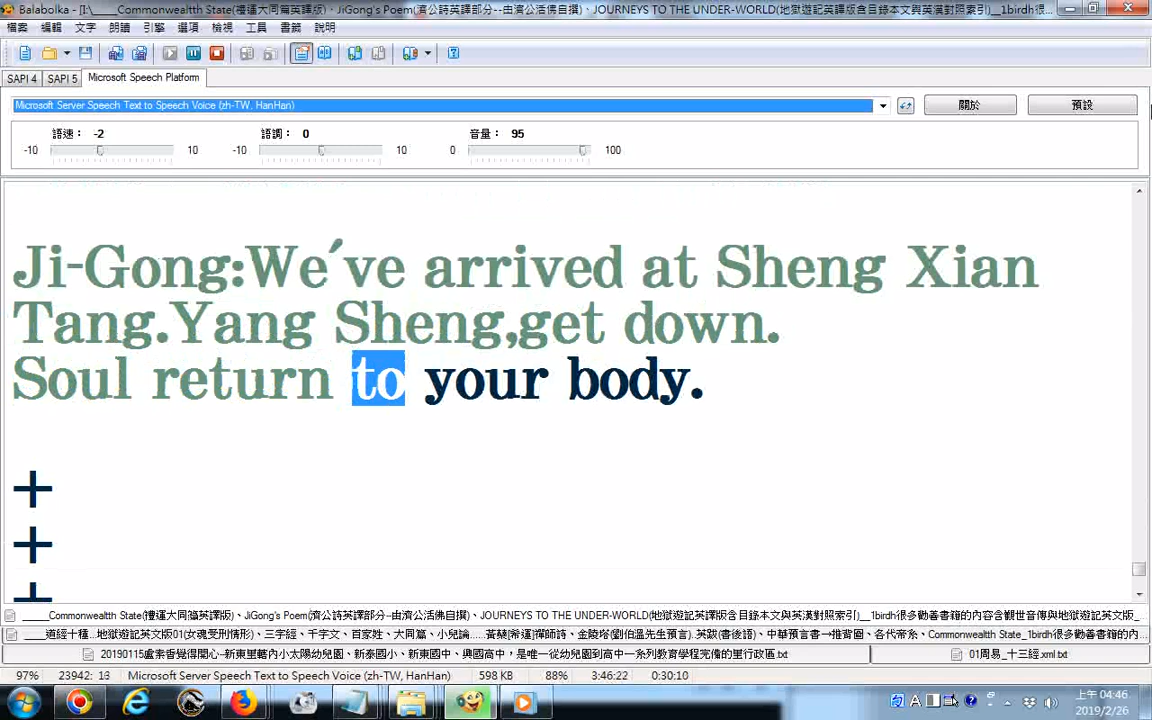 Balabolka - [I:\_____Commonwealtth State(禮運大同篇英譯版)、JiGong's Poem(濟公詩英譯部分--由濟公活佛自撰)、JOURNEYS TO THE UNDER-WORLD(地獄遊記英譯版含目錄本文與英漢對照索引)__1birdh很...
檔案 編輯 文字 朗讀 引擎 選項 檢視 工具 書籤 說明
SAPI 4 SAPI 5 Microsoft Speech Platform
Microsoft Server Speech Text to Speech Voice (zh-TW, HanHan) 關於 預設
語速： -2 語調： 0 音量： 95
-10 10 -10 10 0 100
Ji-Gong:We′ve arrived at Sheng Xian
Tang.Yang Sheng,get down.
Soul return to your body.
+
+
+
_____Commonwealtth State(禮運大同篇英譯版)、JiGong's Poem(濟公詩英譯部分--由濟公活佛自撰)、JOURNEYS TO THE UNDER-WORLD(地獄遊記英譯版含目錄本文與英漢對照索引)__1birdh很多勸善書籍的內容含觀世音傳與地獄遊記英文版
道經十種...地獄遊記英文版01(女魂受刑情形)、三字經、千字文、百家姓、大同篇、小兒論......黃蘗[希運]禪師詩、金陵塔(劉伯溫先生預言)、(書後語)、中華預言書一推背圖、各代帝系、Commonwealtth State_1birdh很多勸善書籍的內...
20190115盧素香覺得開心--新東里轄內小太陽幼兒園、新泰國小、新東國中、興國高中，是唯一從幼兒園到高中一系列教育學程完備的里行政區.txt 01周易_十三經.xml txt
97% 23942: 13 Microsoft Server Speech Text to Speech Voice (zh-TW, HanHan) 598 KB 88% 3:46:22 0:30:10
上午 04:46
2019/2/26